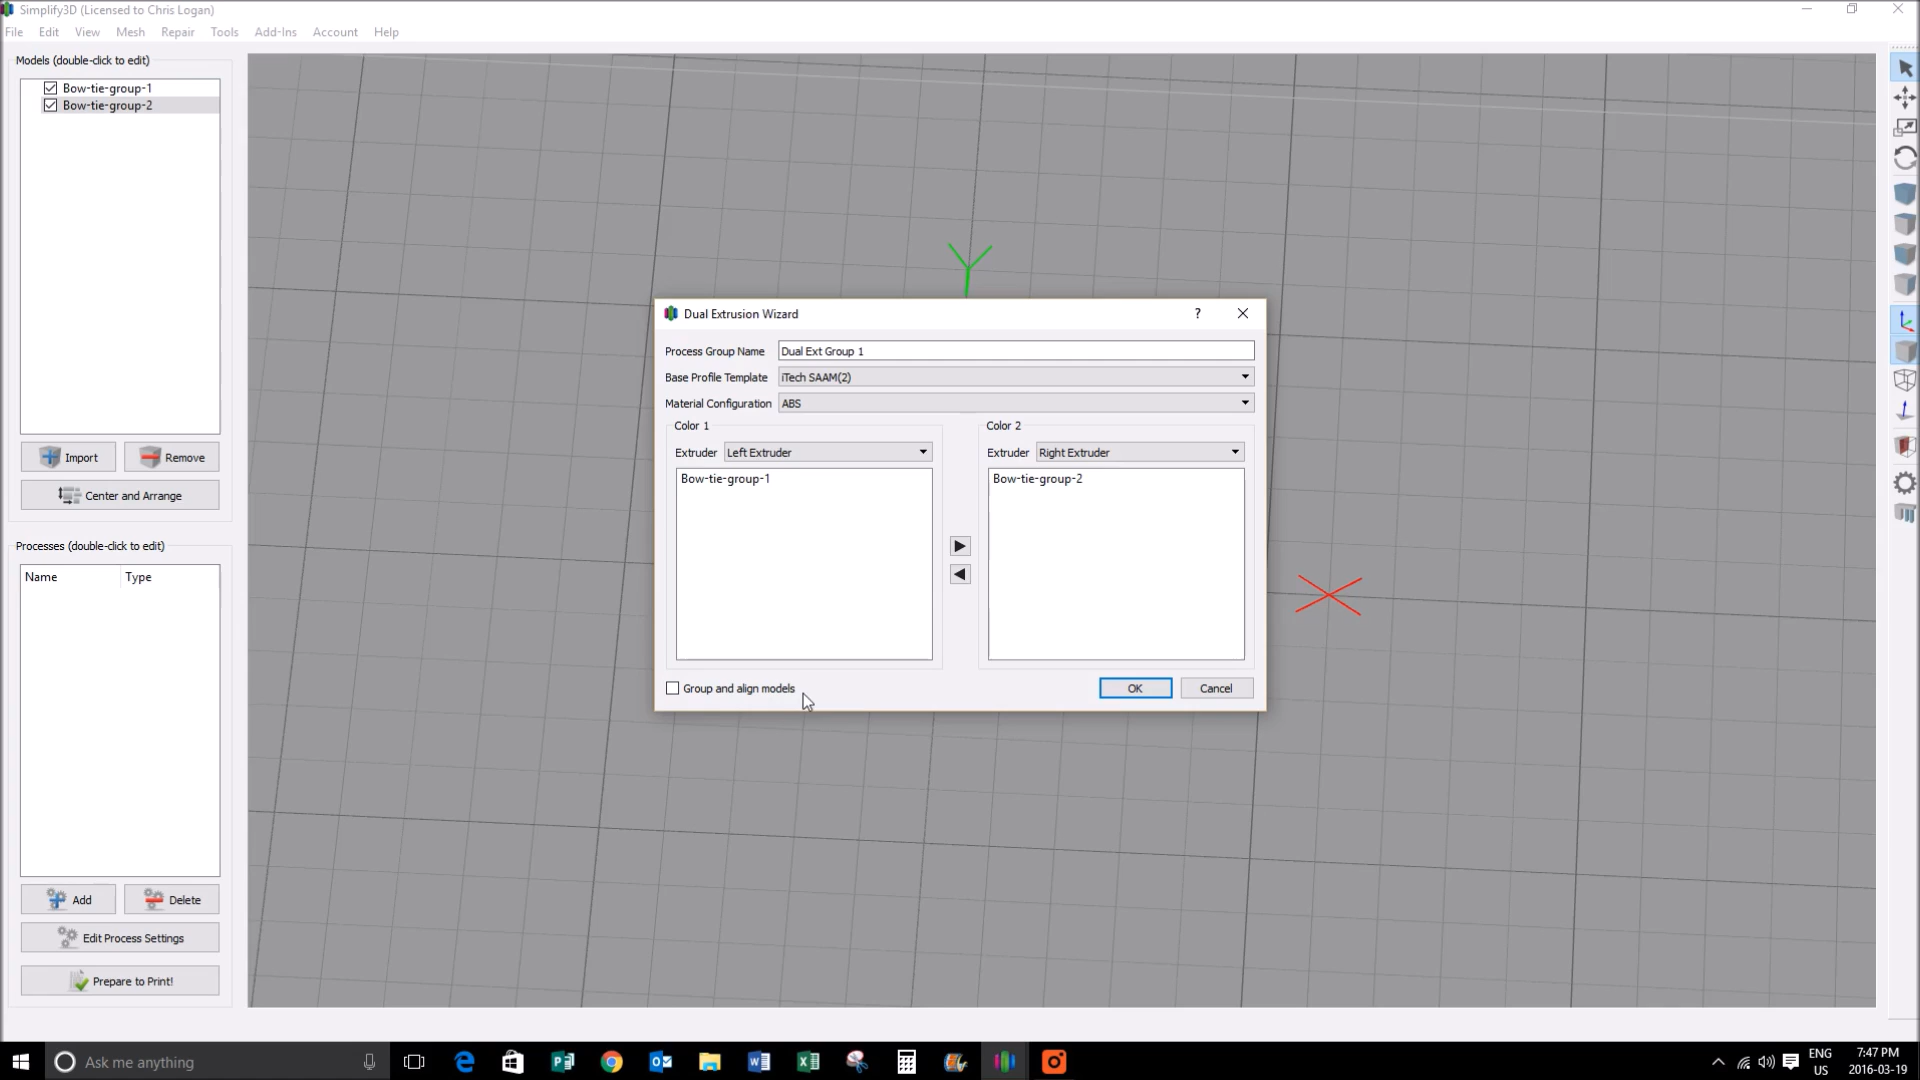 Simplify3D (Licensed to Chris Logan)
File Edit View Mesh Repair Tools Add-Ins Account Help
Models (double-click to edit)
Bow-tie-group-1
Bow-tie-group-2
Import Remove
Center and Arrange
Processes (double-click to edit)
Name Type
Add Delete
Edit Process Settings
Prepare to Print!
Dual Extrusion Wizard ?
Process Group Name Dual Ext Group 1
Base Profile Template iTech SAAM(2)
Material Configuration ABS
Color 1 Color 2
Extruder Left Extruder Extruder Right Extruder
Bow-tie-group-1 Bow-tie-group-2
Group and align models OK Cancel
Ask me anything
ENG
US
7:47 PM
2016-03-19